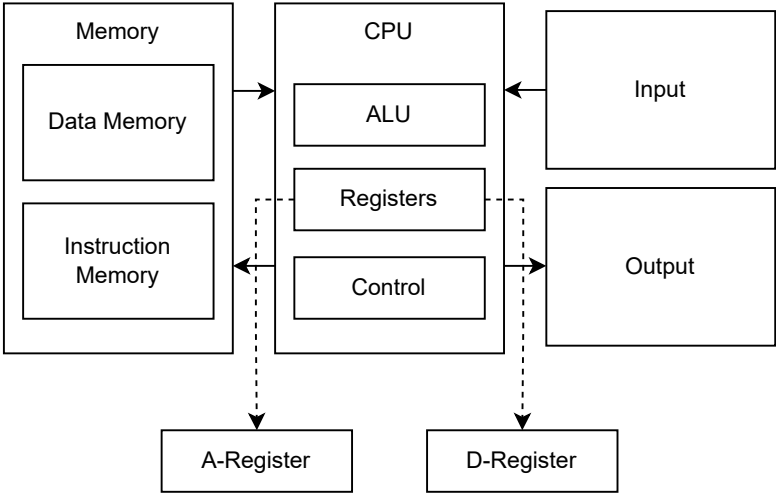 Memory
Data Memory
Instruction
Memory
CPU
ALU
Registers
Control
Input
Output
A-Register
D-Register